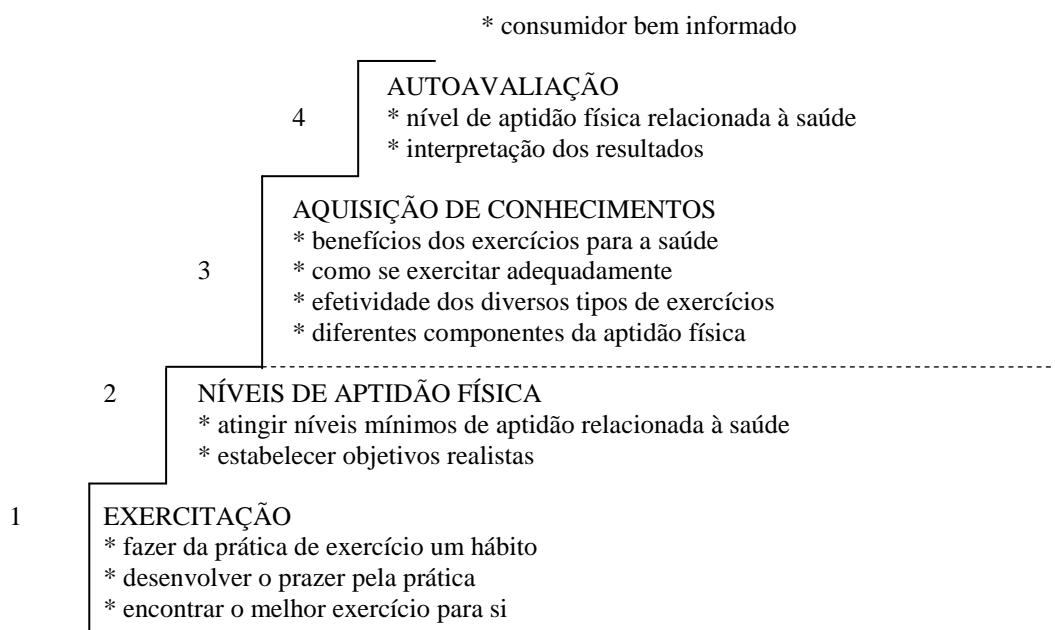 * consumidor bem informado
AUTOAVALIAÇÃO
4 * nível de aptidão física relacionada à saúde
* interpretação dos resultados
AQUISIÇÃO DE CONHECIMENTOS
* benefícios dos exercícios para a saúde
3 * como se exercitar adequadamente
* efetividade dos diversos tipos de exercícios
* diferentes componentes da aptidão física
2 NÍVEIS DE APTIDÃO FÍSICA
* atingir níveis mínimos de aptidão relacionada à saúde
* estabelecer objetivos realistas
1 EXERCITAÇÃO
* fazer da prática de exercício um hábito
* desenvolver o prazer pela prática
* encontrar o melhor exercício para si